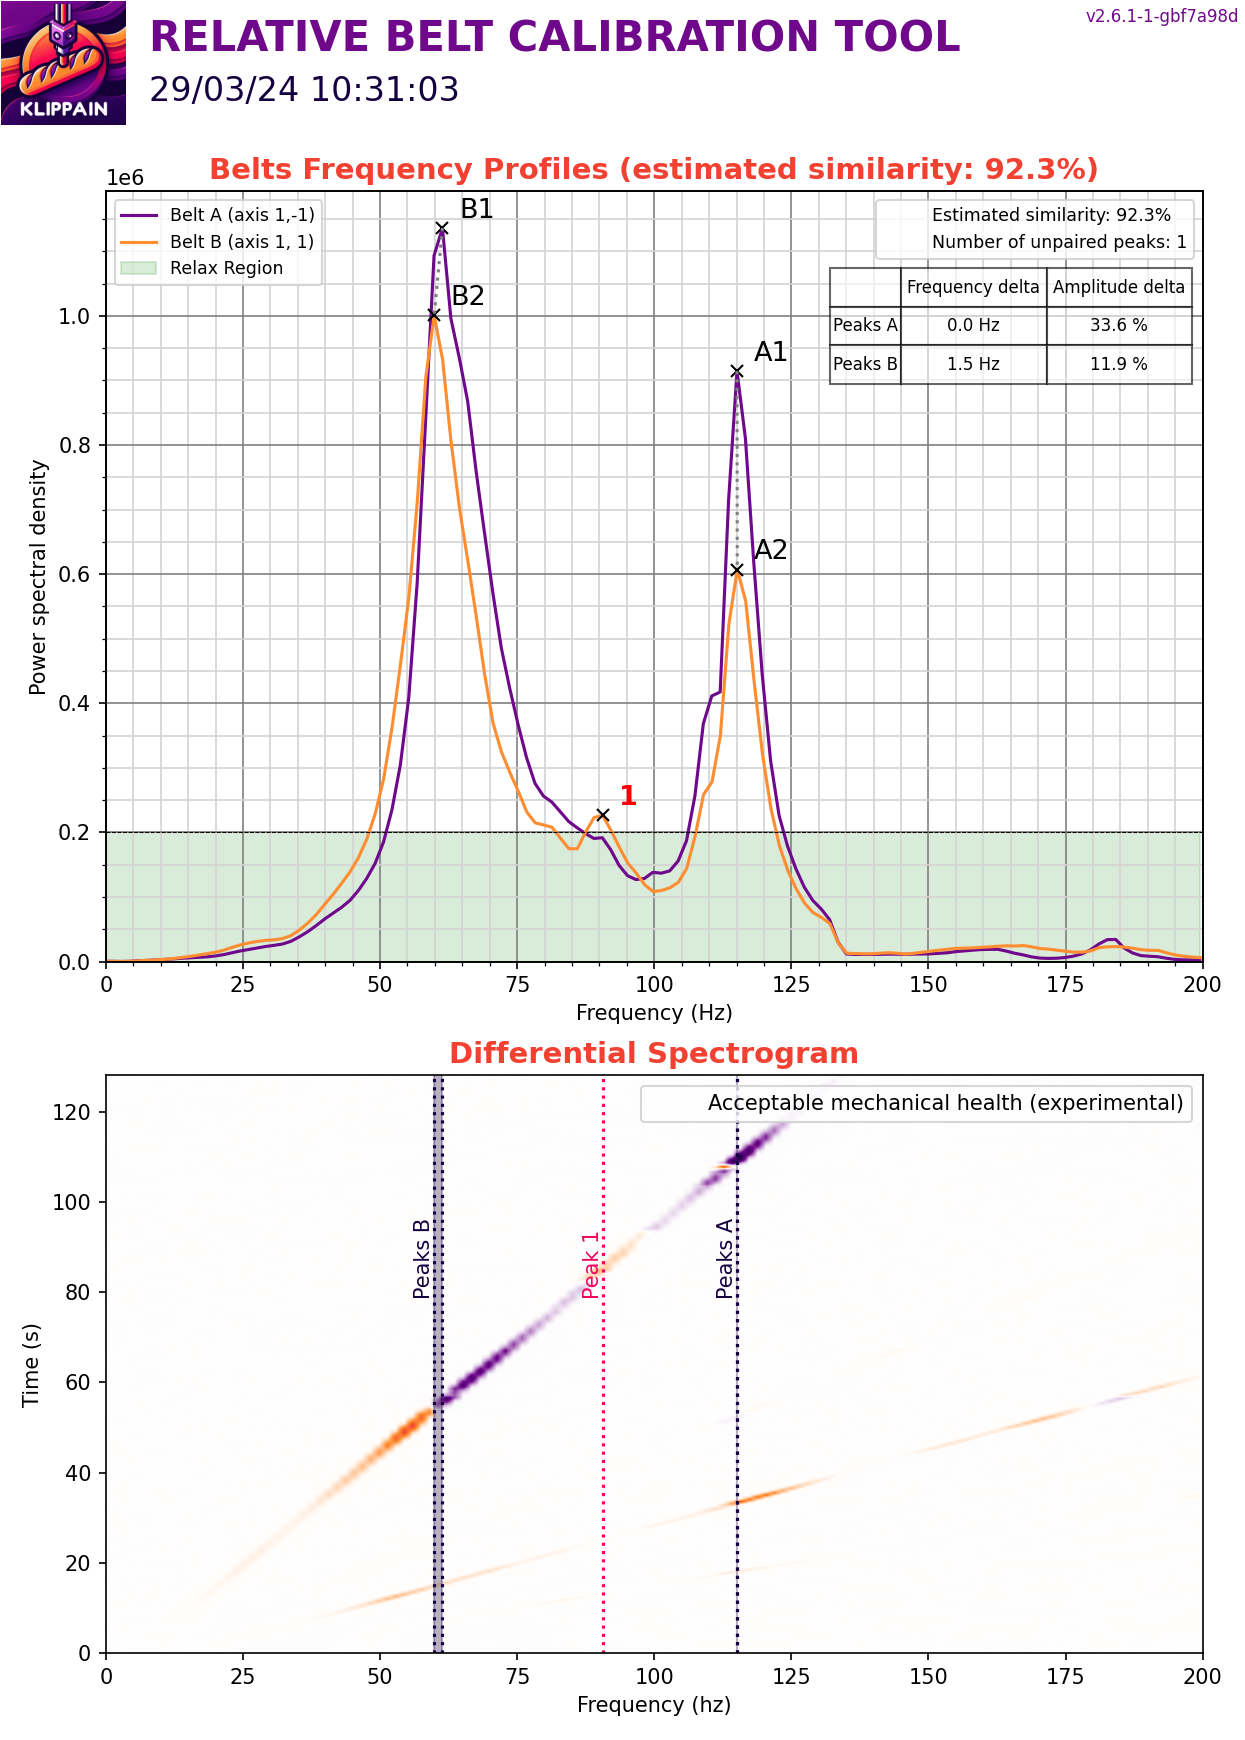 KLIPPAIN
RELATIVE BELT CALIBRATION TOOL
29/03/24 10:31:03
v2.6.1-1-gbf7a98d
Belts Frequency Profiles (estimated similarity: 92.3%)
1e6
Belt A (axis 1,-1)
Belt B (axis 1, 1)
Relax Region
Estimated similarity: 92.3%
Number of unpaired peaks: 1
Frequency delta Amplitude delta
Peaks A 0.0 Hz 33.6 %
Peaks B 1.5 Hz 11.9 %
B1
B2
A1
A2
1
Power spectral density
1.0
0.8
0.6
0.4
0.2
0.0
0 25 50 75 100 125 150 175 200
Frequency (Hz)
Differential Spectrogram
Acceptable mechanical health (experimental)
Peaks B
Peak 1
Peaks A
Time (s)
120
100
80
60
40
20
0
0 25 50 75 100 125 150 175 200
Frequency (hz)